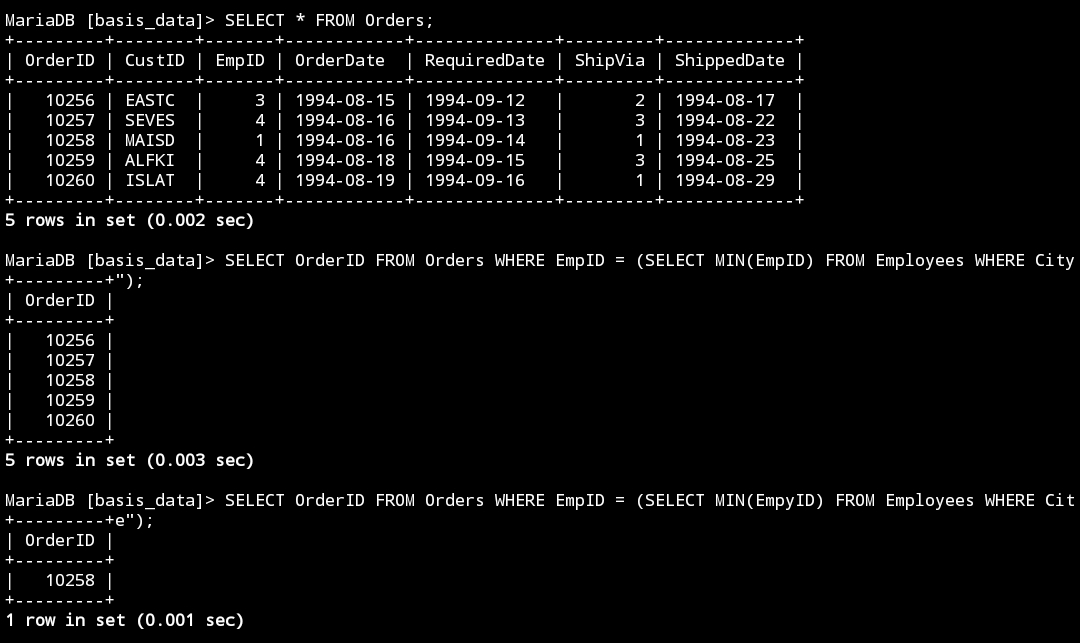 MariaDB [basis_data]> SELECT * FROM Orders;
+---------+--------+-------+------------+--------------+---------+-------------+
| OrderID | CustID | EmpID | OrderDate  | RequiredDate | ShipVia | ShippedDate |
+---------+--------+-------+------------+--------------+---------+-------------+
|   10256 | EASTC  |     3 | 1994-08-15 | 1994-09-12   |       2 | 1994-08-17  |
|   10257 | SEVES  |     4 | 1994-08-16 | 1994-09-13   |       3 | 1994-08-22  |
|   10258 | MAISD  |     1 | 1994-08-16 | 1994-09-14   |       1 | 1994-08-23  |
|   10259 | ALFKI  |     4 | 1994-08-18 | 1994-09-15   |       3 | 1994-08-25  |
|   10260 | ISLAT  |     4 | 1994-08-19 | 1994-09-16   |       1 | 1994-08-29  |
+---------+--------+-------+------------+--------------+---------+-------------+
5 rows in set (0.002 sec)
MariaDB [basis_data]> SELECT OrderID FROM Orders WHERE EmpID = (SELECT MIN(EmpID) FROM Employees WHERE City
+---------+");
| OrderID |
+---------+
|   10256 |
|   10257 |
|   10258 |
|   10259 |
|   10260 |
+---------+
5 rows in set (0.003 sec)
MariaDB [basis_data]> SELECT OrderID FROM Orders WHERE EmpID = (SELECT MIN(EmpyID) FROM Employees WHERE Cit
+---------+e");
| OrderID |
+---------+
|   10258 |
+---------+
1 row in set (0.001 sec)